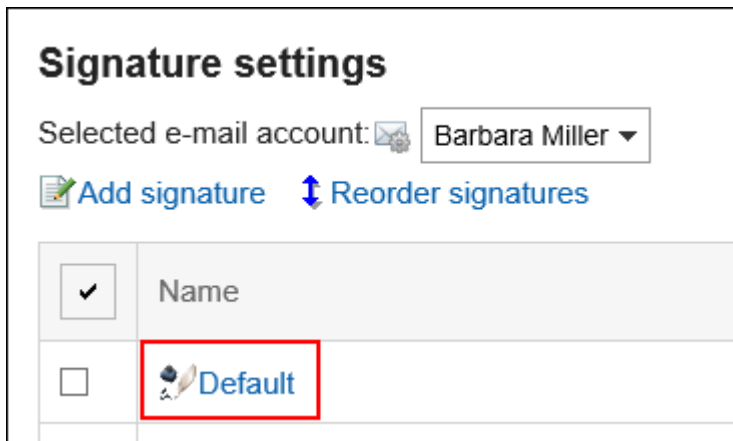 Signature settings
Selected e-mail account: Barbara Miller
Add signature Reorder signatures
Name
Default